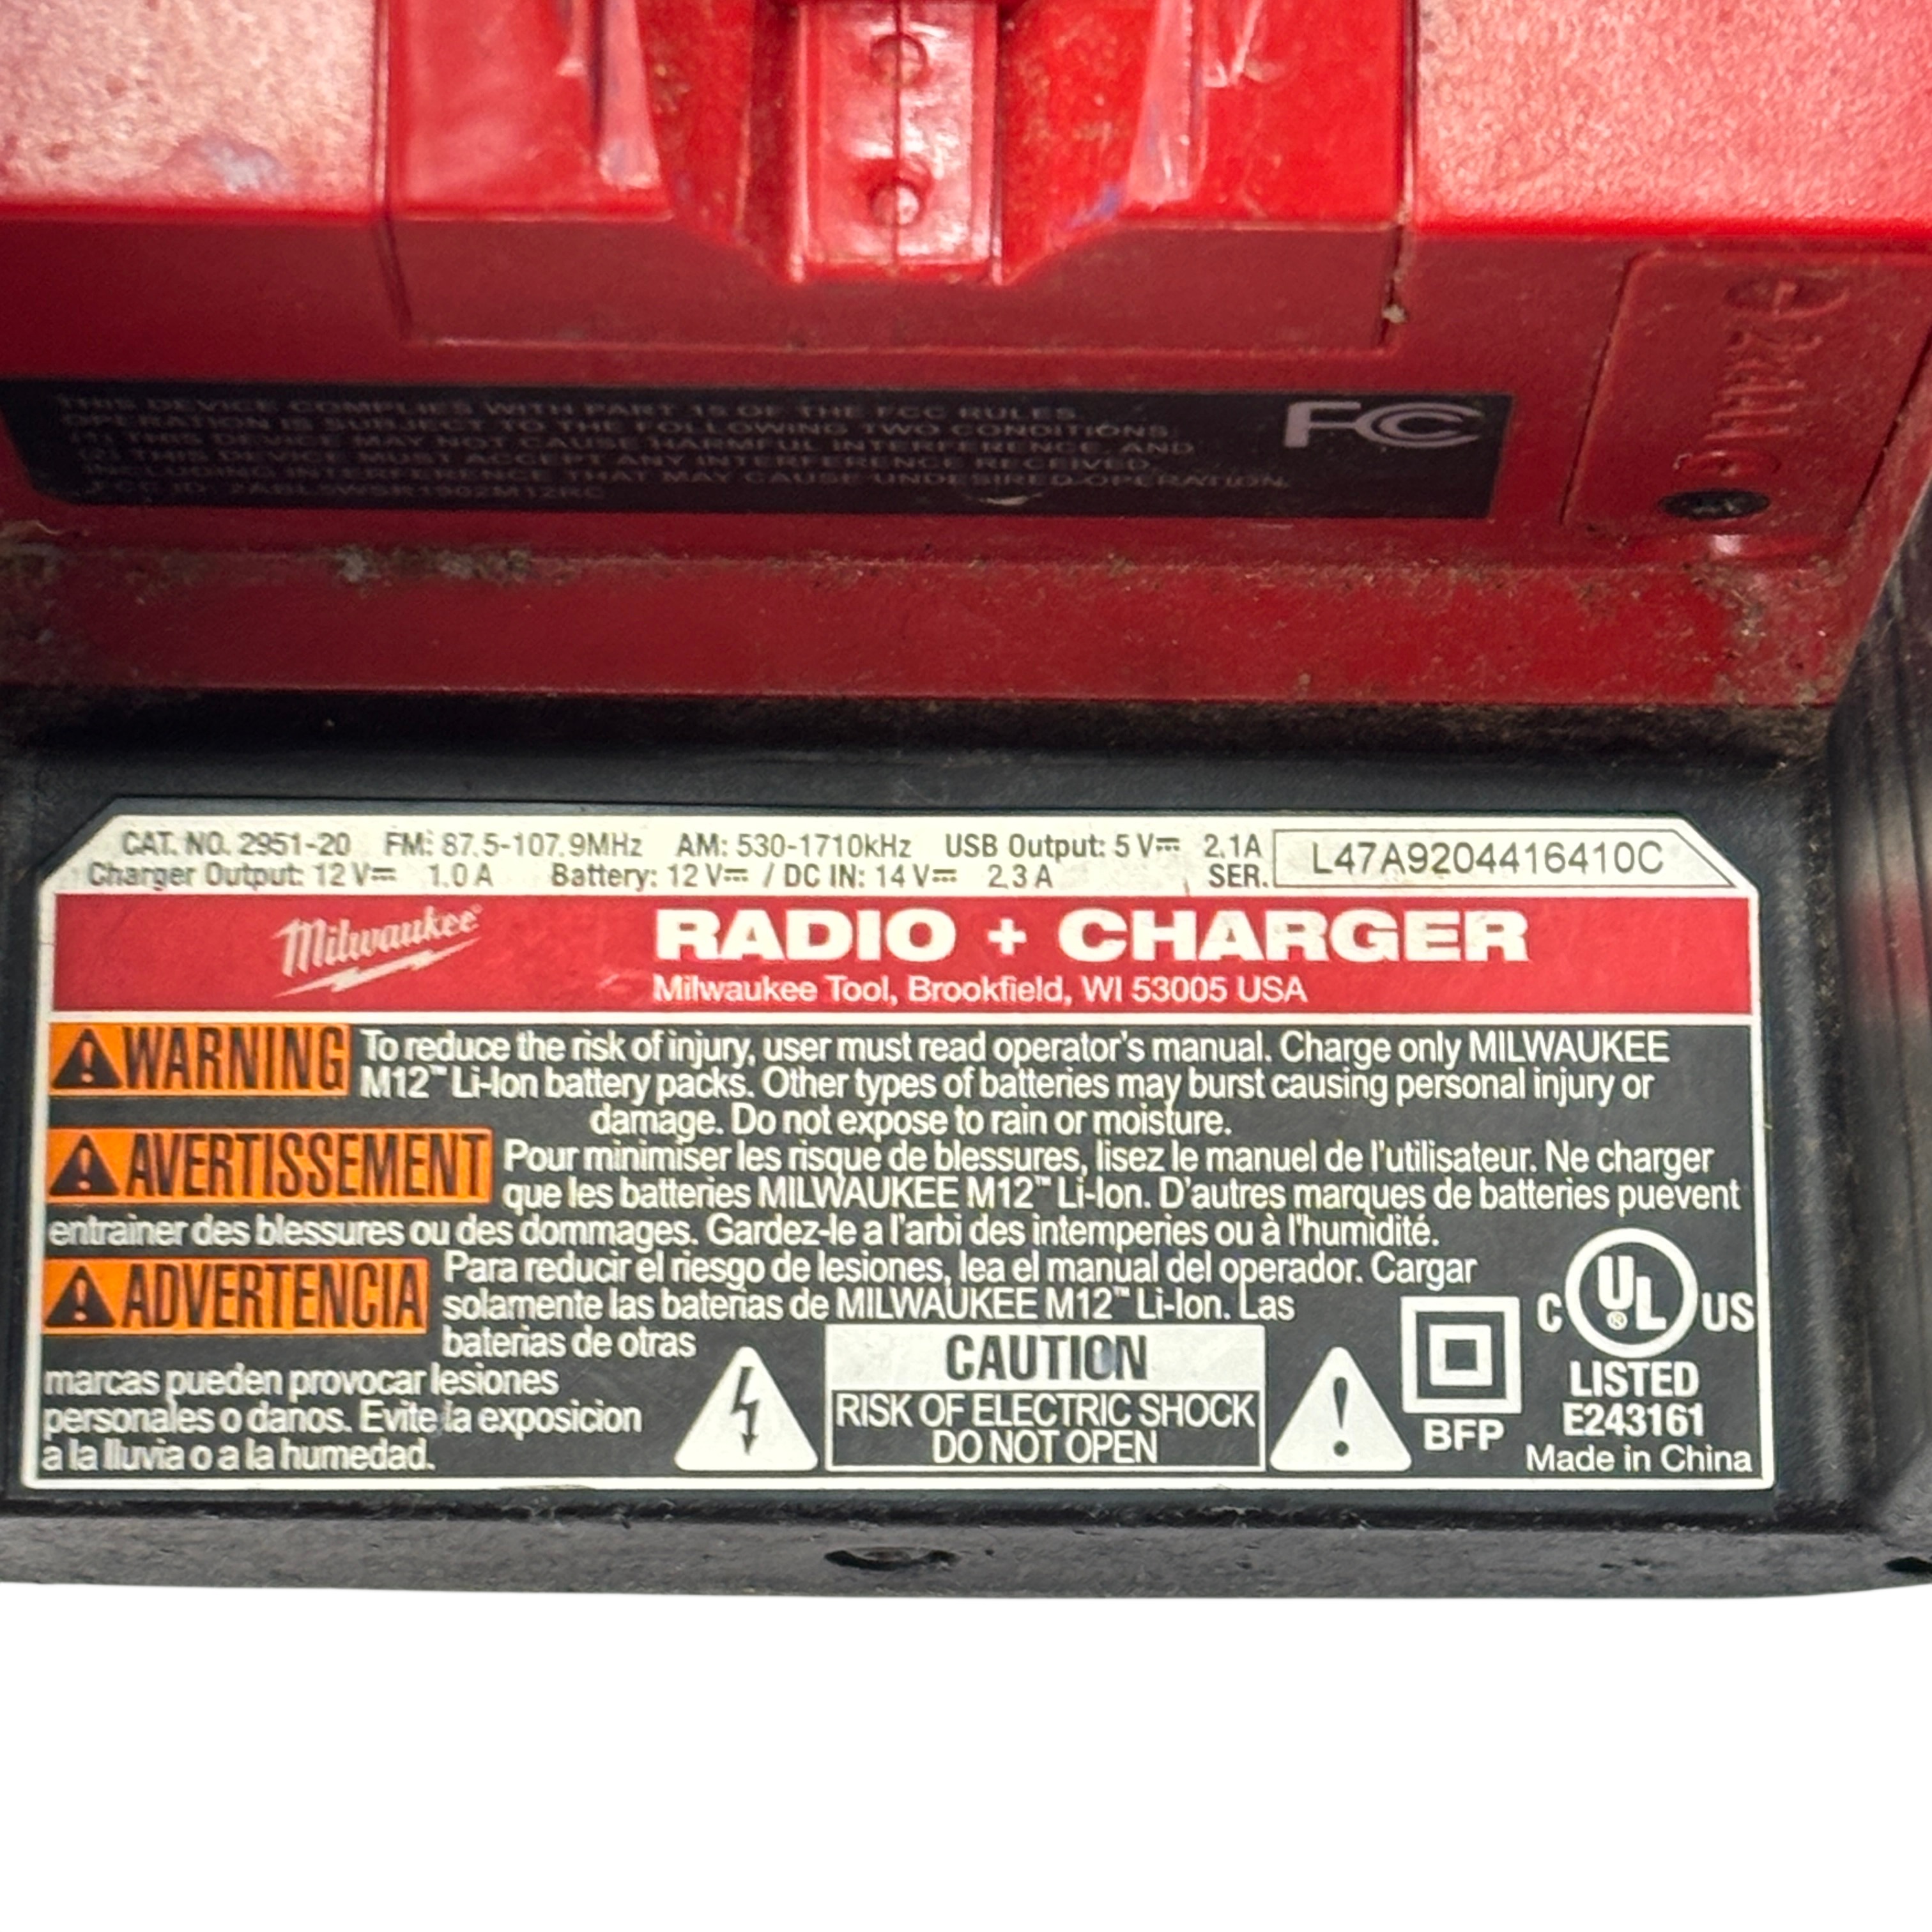 THIS DEVICE COMPLIES WITH PART 15 OF THE FCC RULES.
OPERATION IS SUBJECT TO THE FOLLOWING TWO CONDITIONS:
(1) THIS DEVICE MAY NOT CAUSE HARMFUL INTERFERENCE, AND
(2) THIS DEVICE MUST ACCEPT ANY INTERFERENCE RECEIVED,
INCLUDING INTERFERENCE THAT MAY CAUSE UNDESIRED OPERATION.
FCC ID: 2ABL5WSR1902M12RC
FC
CAT. NO. 2951-20 FM: 87.5-107.9MHz AM: 530-1710kHz USB Output: 5 V⎓ 2.1A
Charger Output: 12 V⎓ 1.0 A Battery: 12 V⎓ / DC IN: 14 V⎓ 2.3 A SER. L47A9204416410C
Milwaukee® RADIO + CHARGER
Milwaukee Tool, Brookfield, WI 53005 USA
WARNING To reduce the risk of injury, user must read operator's manual. Charge only MILWAUKEE
M12™ Li-Ion battery packs. Other types of batteries may burst causing personal injury or
damage. Do not expose to rain or moisture.
AVERTISSEMENT Pour minimiser les risque de blessures, lisez le manuel de l'utilisateur. Ne charger
que les batteries MILWAUKEE M12™ Li-Ion. D'autres marques de batteries puevent
entrainer des blessures ou des dommages. Gardez-le a l'arbi des intemperies ou à l'humidité.
ADVERTENCIA Para reducir el riesgo de lesiones, lea el manual del operador. Cargar
solamente las baterias de MILWAUKEE M12™ Li-Ion. Las
baterias de otras
marcas pueden provocar lesiones
personales o danos. Evite la exposicion
a la lluvia o a la humedad.
CAUTION
RISK OF ELECTRIC SHOCK
DO NOT OPEN
BFP
C UL® US
LISTED
E243161
Made in China